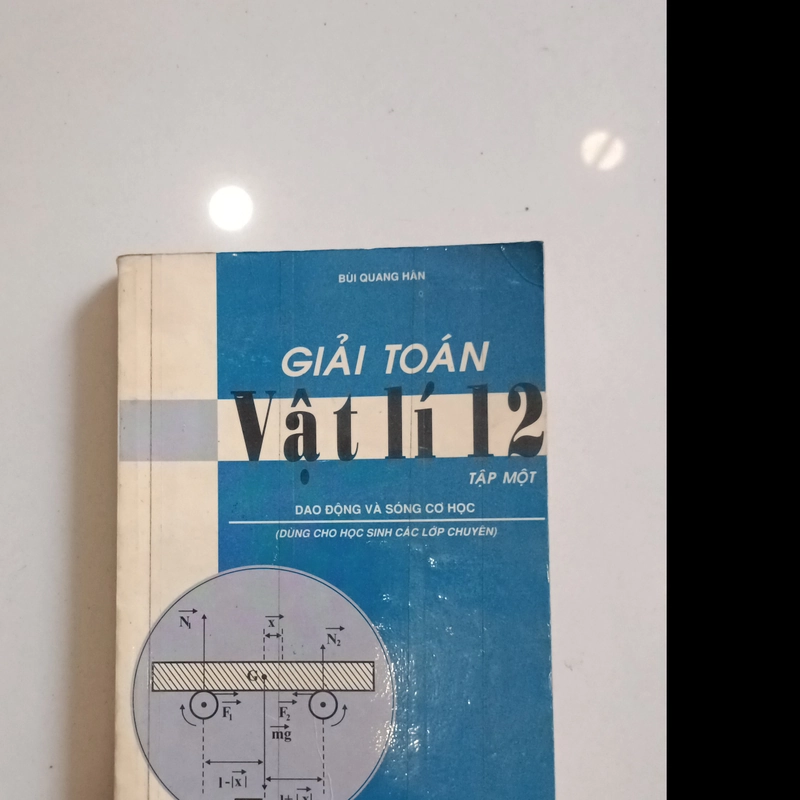 BÙI QUANG HÂN
GIẢI TOÁN
Vật lí 12
TẬP MỘT
DAO ĐỘNG VÀ SÓNG CƠ HỌC
(DÙNG CHO HỌC SINH CÁC LỚP CHUYÊN)
N₁ x N₂
G
F₁ F₂
mg
l-|x| l+|x|